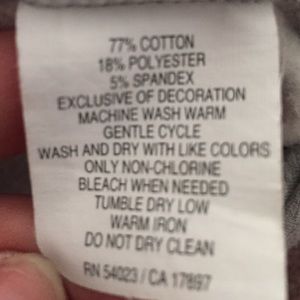 77% COTTON
18% POLYESTER
5% SPANDEX
EXCLUSIVE OF DECORATION
MACHINE WASH WARM
GENTLE CYCLE
WASH AND DRY WITH LIKE COLORS
ONLY NON-CHLORINE
BLEACH WHEN NEEDED
TUMBLE DRY LOW
WARM IRON
DO NOT DRY CLEAN
RN 54023 / CA 17897